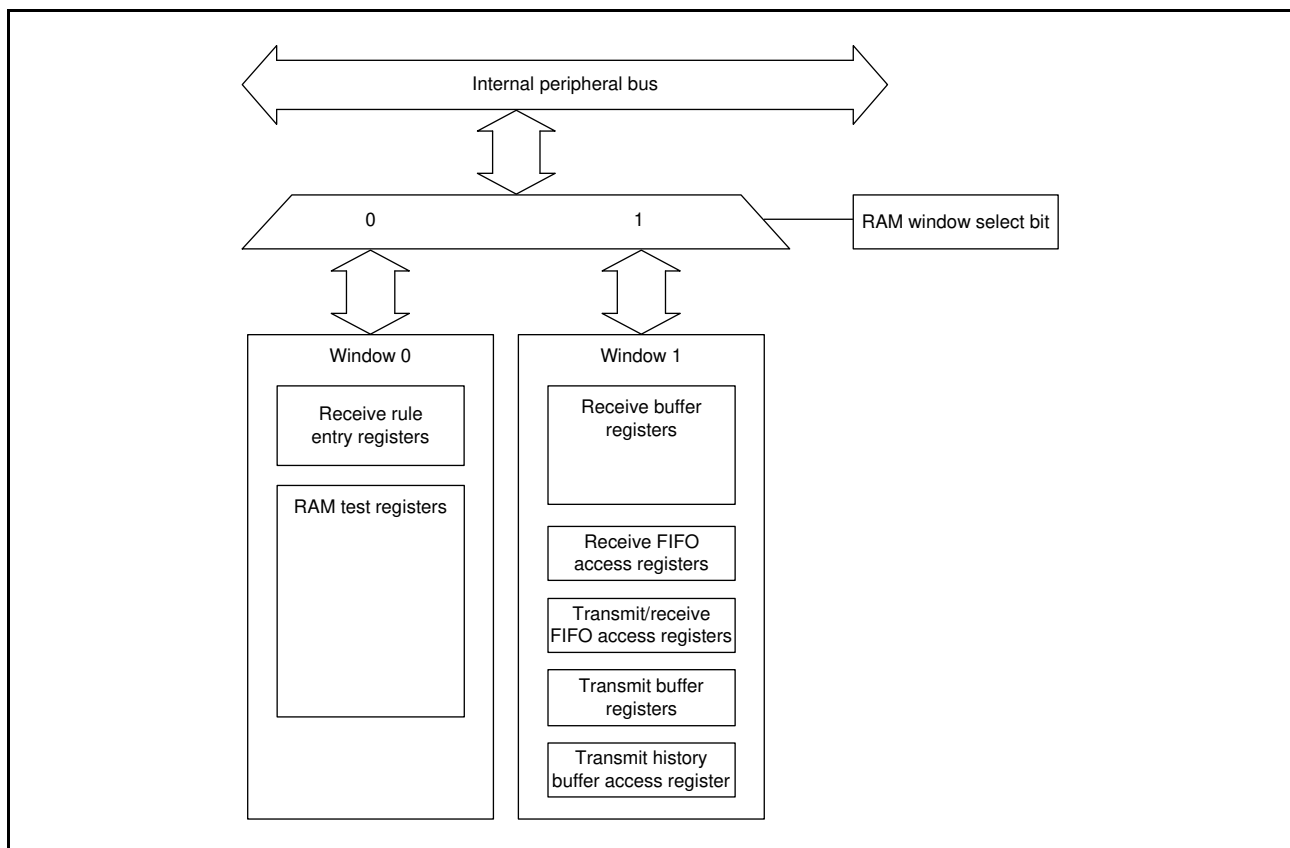 Internal peripheral bus
0
1
RAM window select bit
Window 0
Receive rule
entry registers
RAM test registers
Window 1
Receive buffer
registers
Receive FIFO
access registers
Transmit/receive
FIFO access registers
Transmit buffer
registers
Transmit history
buffer access register